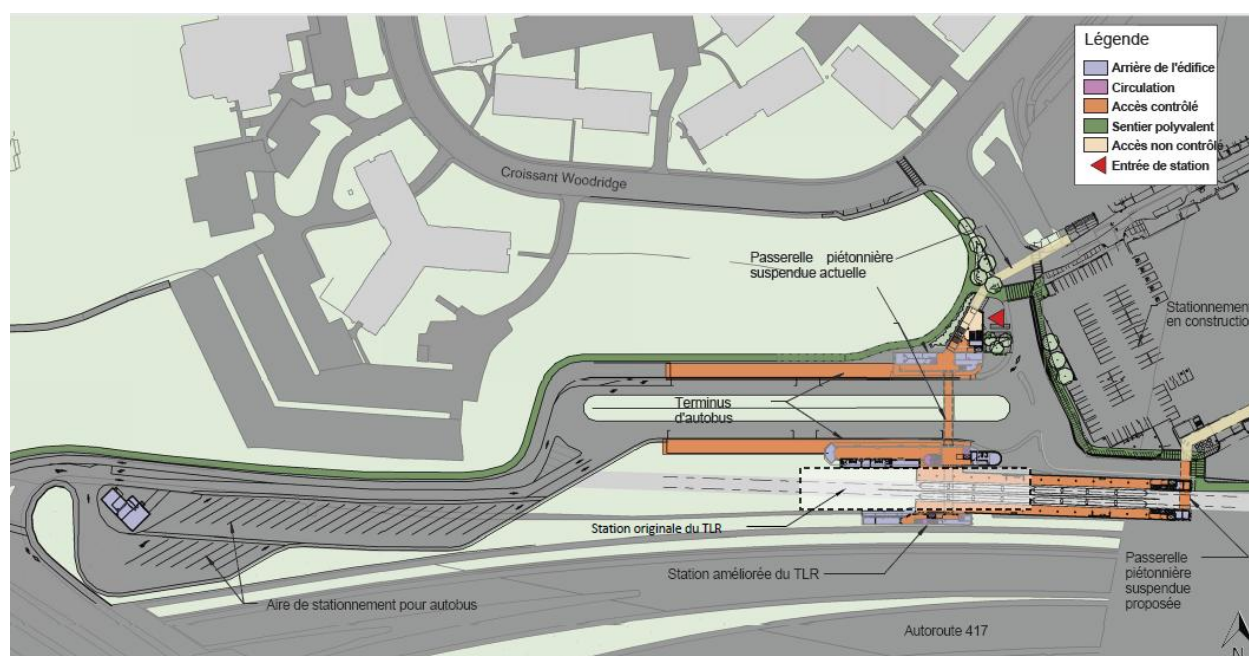 Légende
Arrière de l'édifice
Circulation
Accès contrôlé
Sentier polyvalent
Accès non contrôlé
Entrée de station
Croissant Woodridge
Passerelle piétonnière
suspendue actuelle
Stationnement
en constructio
Terminus
d'autobus
Station originale du TLR
Station améliorée du TLR
Aire de stationnement pour autobus
Passerelle
piétonnière
suspendue
proposée
Autoroute 417
N